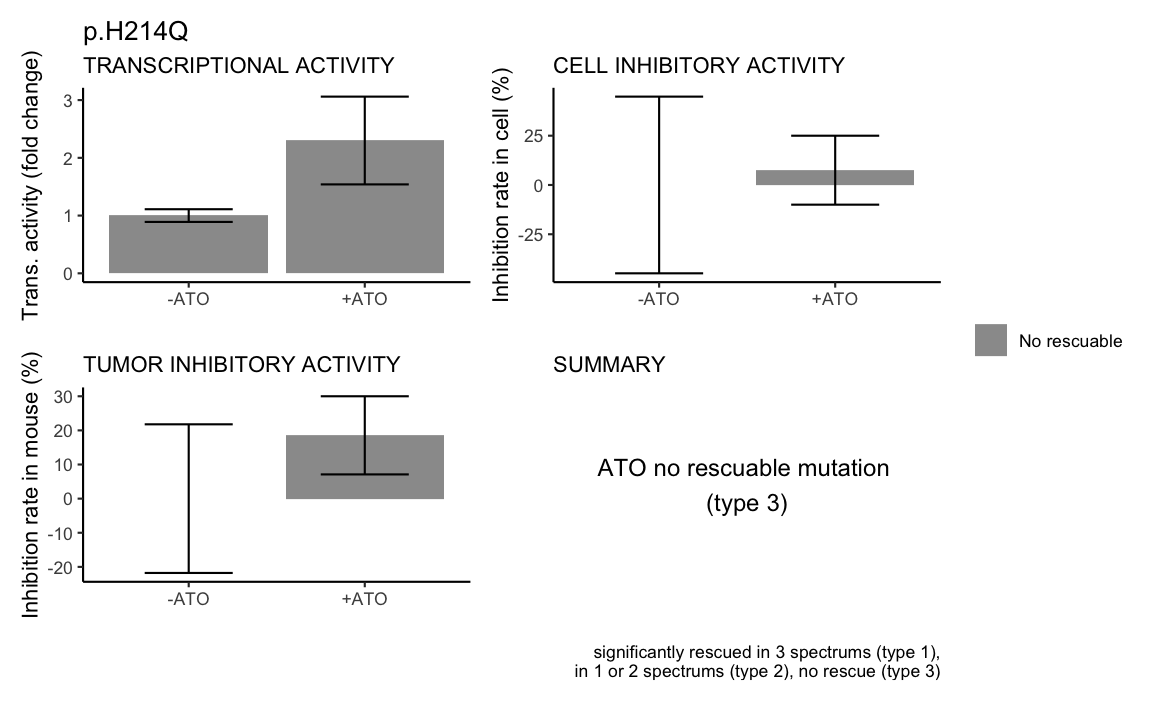 p.H214Q
TRANSCRIPTIONAL ACTIVITY
Trans. activity (fold change)
3
2
1
0
-ATO
+ATO
CELL INHIBITORY ACTIVITY
Inhibition rate in cell (%)
25
0
-25
-ATO
+ATO
No rescuable
TUMOR INHIBITORY ACTIVITY
Inhibition rate in mouse (%)
30
20
10
0
-10
-20
-ATO
+ATO
SUMMARY
ATO no rescuable mutation
(type 3)
significantly rescued in 3 spectrums (type 1),
in 1 or 2 spectrums (type 2), no rescue (type 3)